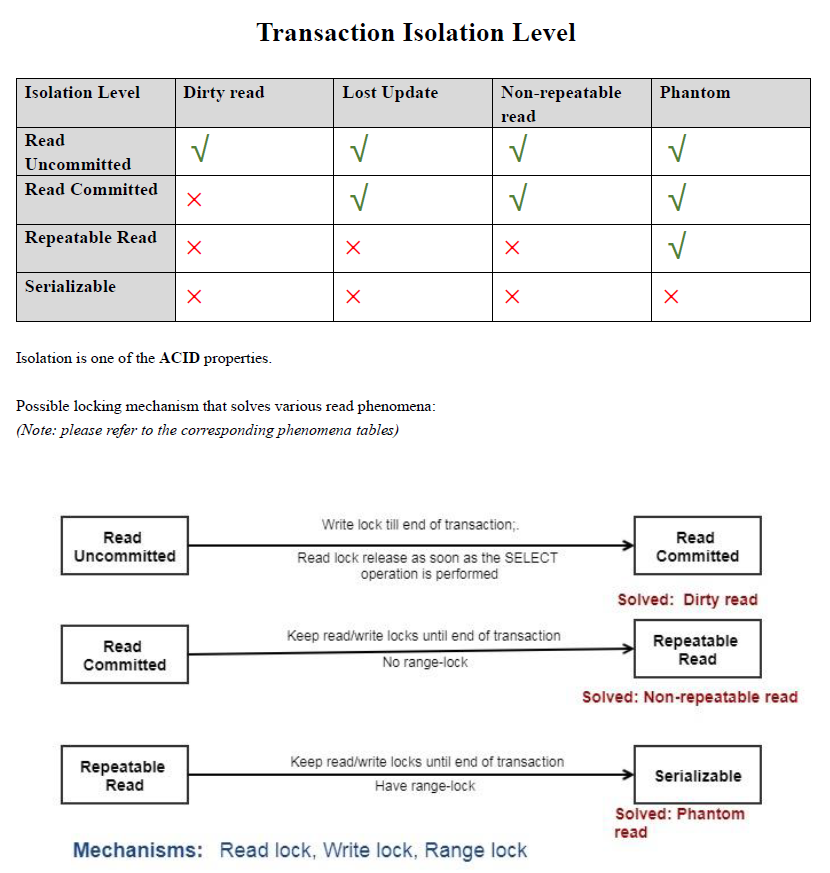 Transaction Isolation Level
Isolation Level Dirty read Lost Update Non-repeatable read Phantom
Read Uncommitted √ √ √ √
Read Committed × √ √ √
Repeatable Read × × × √
Serializable × × × ×
Isolation is one of the ACID properties.
Possible locking mechanism that solves various read phenomena:
(Note: please refer to the corresponding phenomena tables)
Read
Uncommitted
Write lock till end of transaction;.
Read lock release as soon as the SELECT
operation is performed
Read
Committed
Solved: Dirty read
Read
Committed
Keep read/write locks until end of transaction
No range-lock
Repeatable
Read
Solved: Non-repeatable read
Repeatable
Read
Keep read/write locks until end of transaction
Have range-lock
Serializable
Solved: Phantom
read
Mechanisms: Read lock, Write lock, Range lock